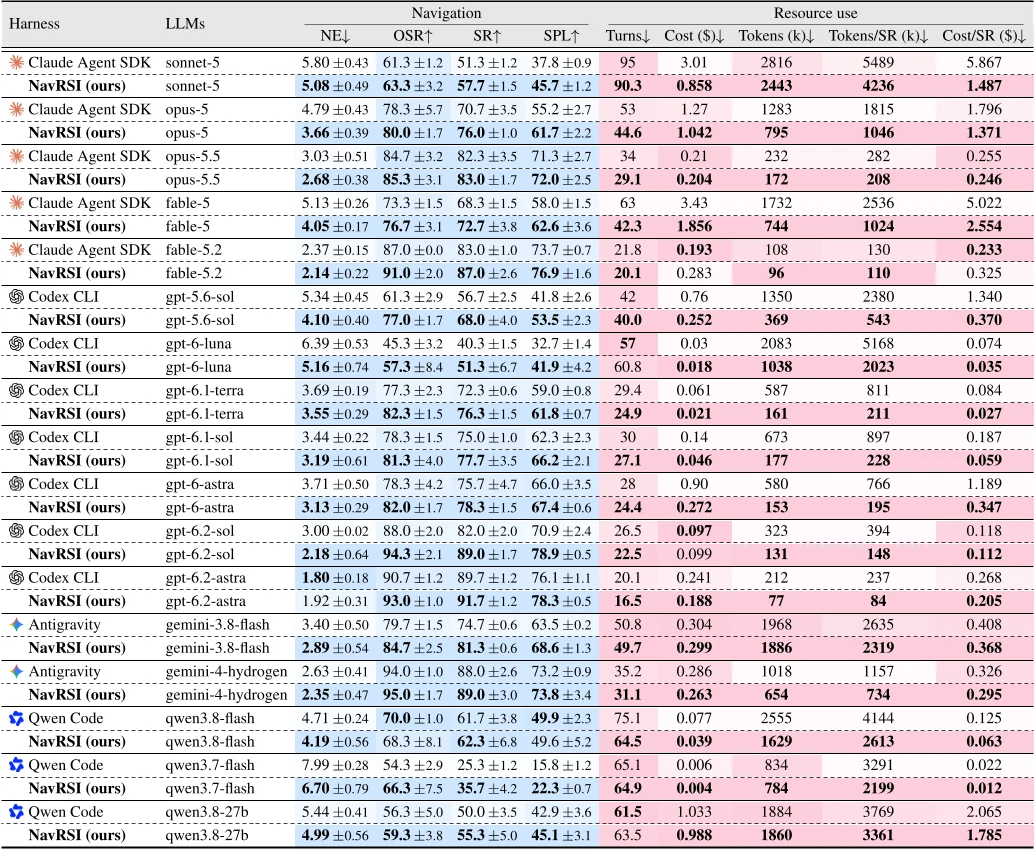 Harness LLMs Navigation Resource use
NE↓ OSR↑ SR↑ SPL↑ Turns↓ Cost ($)↓ Tokens (k)↓ Tokens/SR (k)↓ Cost/SR ($)↓
Claude Agent SDK sonnet-5 5.80 ±0.43 61.3 ±1.2 51.3 ±1.2 37.8 ±0.9 95 3.01 2816 5489 5.867
NavRSI (ours) sonnet-5 5.08 ±0.49 63.3 ±3.2 57.7 ±1.5 45.7 ±1.2 90.3 0.858 2443 4236 1.487
Claude Agent SDK opus-5 4.79 ±0.43 78.3 ±5.7 70.7 ±3.5 55.2 ±2.7 53 1.27 1283 1815 1.796
NavRSI (ours) opus-5 3.66 ±0.39 80.0 ±1.7 76.0 ±1.0 61.7 ±2.2 44.6 1.042 795 1046 1.371
Claude Agent SDK opus-5.5 3.03 ±0.51 84.7 ±3.2 82.3 ±3.5 71.3 ±2.7 34 0.21 232 282 0.255
NavRSI (ours) opus-5.5 2.68 ±0.38 85.3 ±3.1 83.0 ±1.7 72.0 ±2.5 29.1 0.204 172 208 0.246
Claude Agent SDK fable-5 5.13 ±0.26 73.3 ±1.5 68.3 ±1.5 58.0 ±1.5 63 3.43 1732 2536 5.022
NavRSI (ours) fable-5 4.05 ±0.17 76.7 ±3.1 72.7 ±3.8 62.6 ±3.6 42.3 1.856 744 1024 2.554
Claude Agent SDK fable-5.2 2.37 ±0.15 87.0 ±0.0 83.0 ±1.0 73.7 ±0.7 21.8 0.193 108 130 0.233
NavRSI (ours) fable-5.2 2.14 ±0.22 91.0 ±2.0 87.0 ±2.6 76.9 ±1.6 20.1 0.283 96 110 0.325
Codex CLI gpt-5.6-sol 5.34 ±0.45 61.3 ±2.9 56.7 ±2.5 41.8 ±2.6 42 0.76 1350 2380 1.340
NavRSI (ours) gpt-5.6-sol 4.10 ±0.40 77.0 ±1.7 68.0 ±4.0 53.5 ±2.3 40.0 0.252 369 543 0.370
Codex CLI gpt-6-luna 6.39 ±0.53 45.3 ±3.2 40.3 ±1.5 32.7 ±1.4 57 0.03 2083 5168 0.074
NavRSI (ours) gpt-6-luna 5.16 ±0.74 57.3 ±8.4 51.3 ±6.7 41.9 ±4.2 60.8 0.018 1038 2023 0.035
Codex CLI gpt-6.1-terra 3.69 ±0.19 77.3 ±2.3 72.3 ±0.6 59.0 ±0.8 29.4 0.061 587 811 0.084
NavRSI (ours) gpt-6.1-terra 3.55 ±0.29 82.3 ±1.5 76.3 ±1.5 61.8 ±0.7 24.9 0.021 161 211 0.027
Codex CLI gpt-6.1-sol 3.44 ±0.22 78.3 ±1.5 75.0 ±1.0 62.3 ±2.3 30 0.14 673 897 0.187
NavRSI (ours) gpt-6.1-sol 3.19 ±0.61 81.3 ±4.0 77.7 ±3.5 66.2 ±2.1 27.1 0.046 177 228 0.059
Codex CLI gpt-6-astra 3.71 ±0.50 78.3 ±4.2 75.7 ±4.7 66.0 ±3.5 28 0.90 580 766 1.189
NavRSI (ours) gpt-6-astra 3.13 ±0.29 82.0 ±1.7 78.3 ±1.5 67.4 ±0.6 24.4 0.272 153 195 0.347
Codex CLI gpt-6.2-sol 3.00 ±0.02 88.0 ±2.0 82.0 ±2.0 70.9 ±2.4 26.5 0.097 323 394 0.118
NavRSI (ours) gpt-6.2-sol 2.18 ±0.64 94.3 ±2.1 89.0 ±1.7 78.9 ±0.5 22.5 0.099 131 148 0.112
Codex CLI gpt-6.2-astra 1.80 ±0.18 90.7 ±1.2 89.7 ±1.2 76.1 ±1.1 20.1 0.241 212 237 0.268
NavRSI (ours) gpt-6.2-astra 1.92 ±0.31 93.0 ±1.0 91.7 ±1.2 78.3 ±0.5 16.5 0.188 77 84 0.205
Antigravity gemini-3.8-flash 3.40 ±0.50 79.7 ±1.5 74.7 ±0.6 63.5 ±0.2 50.8 0.304 1968 2635 0.408
NavRSI (ours) gemini-3.8-flash 2.89 ±0.54 84.7 ±2.5 81.3 ±0.6 68.6 ±1.3 49.7 0.299 1886 2319 0.368
Antigravity gemini-4-hydrogen 2.63 ±0.41 94.0 ±1.0 88.0 ±2.6 73.2 ±0.9 35.2 0.286 1018 1157 0.326
NavRSI (ours) gemini-4-hydrogen 2.35 ±0.47 95.0 ±1.7 89.0 ±3.0 73.8 ±3.4 31.1 0.263 654 734 0.295
Qwen Code qwen3.8-flash 4.71 ±0.24 70.0 ±1.0 61.7 ±3.8 49.9 ±2.3 75.1 0.077 2555 4144 0.125
NavRSI (ours) qwen3.8-flash 4.19 ±0.56 68.3 ±8.1 62.3 ±6.8 49.6 ±5.2 64.5 0.039 1629 2613 0.063
Qwen Code qwen3.7-flash 7.99 ±0.28 54.3 ±2.9 25.3 ±1.2 15.8 ±1.2 65.1 0.006 834 3291 0.022
NavRSI (ours) qwen3.7-flash 6.70 ±0.79 66.3 ±7.5 35.7 ±4.2 22.3 ±0.7 64.9 0.004 784 2199 0.012
Qwen Code qwen3.8-27b 5.44 ±0.41 56.3 ±5.0 50.0 ±3.5 42.9 ±3.6 61.5 1.033 1884 3769 2.065
NavRSI (ours) qwen3.8-27b 4.99 ±0.56 59.3 ±3.8 55.3 ±5.0 45.1 ±3.1 63.5 0.988 1860 3361 1.785